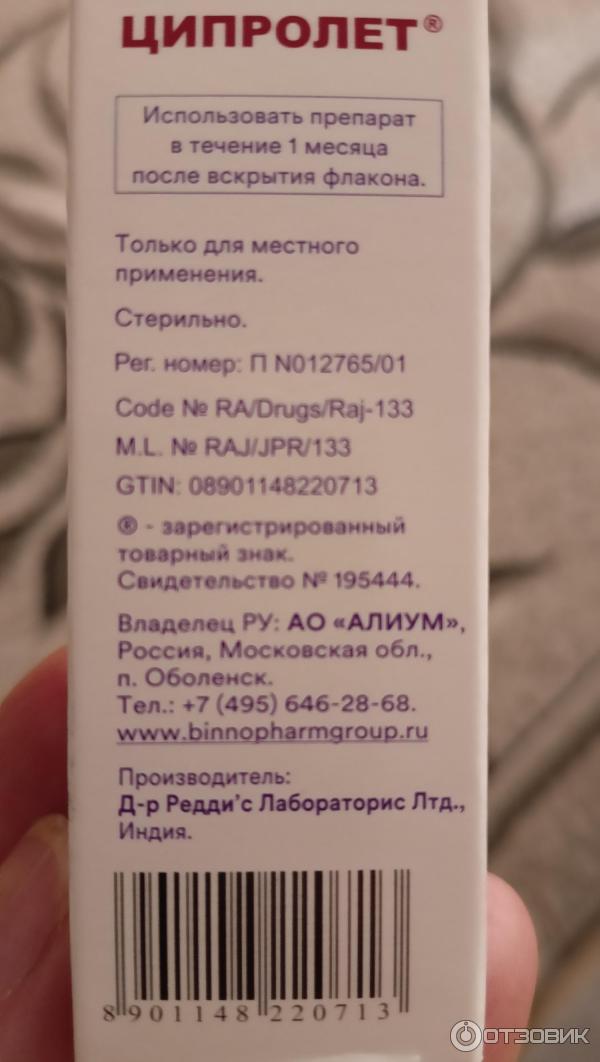 ЦИПРОЛЕТ®
Использовать препарат
в течение 1 месяца
после вскрытия флакона.
Только для местного
применения.
Стерильно.
Рег. номер: П N012765/01
Code № RA/Drugs/Raj-133
M.L. № RAJ/JPR/133
GTIN: 08901148220713
® - зарегистрированный
товарный знак.
Свидетельство № 195444.
Владелец РУ: АО «АЛИУМ»,
Россия, Московская обл.,
п. Оболенск.
Тел.: +7 (495) 646-28-68.
www.binnopharmgroup.ru
Производитель:
Д-р Редди’с Лабораторис Лтд.,
Индия.
8 901148 220713
ОТЗОВИК